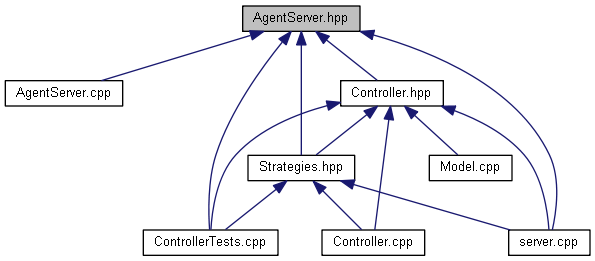 AgentServer.hpp
AgentServer.cpp
Controller.hpp
Strategies.hpp
Model.cpp
ControllerTests.cpp
Controller.cpp
server.cpp